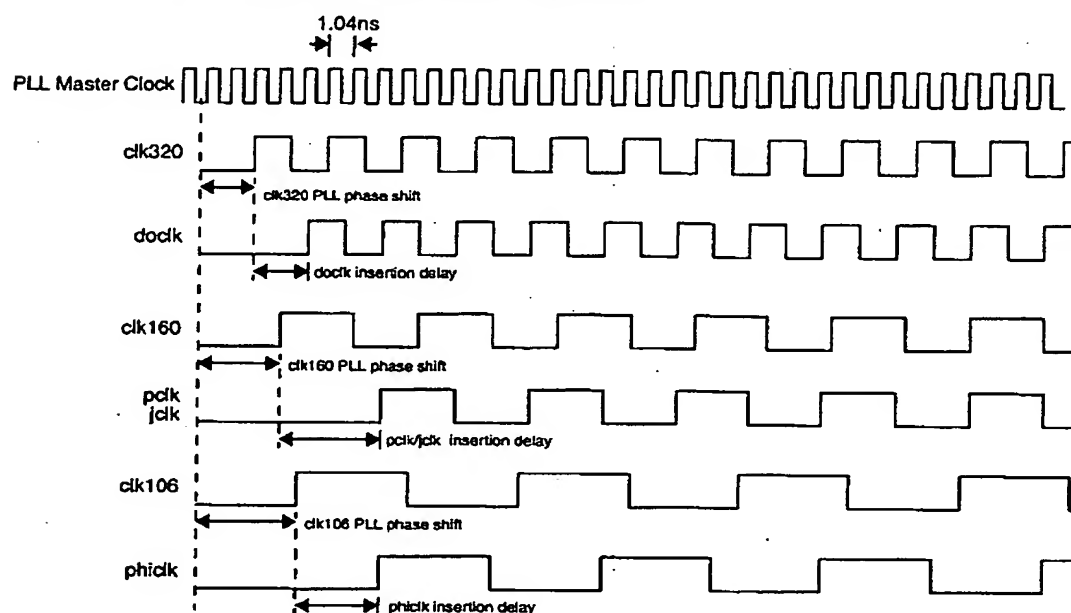 1.04ns
PLL Master Clock
clk320
clk320 PLL phase shift
doclk
doclk insertion delay
clk160
clk160 PLL phase shift
pclk
jclk
pclk/jclk insertion delay
clk106
clk106 PLL phase shift
phiclk
phiclk insertion delay